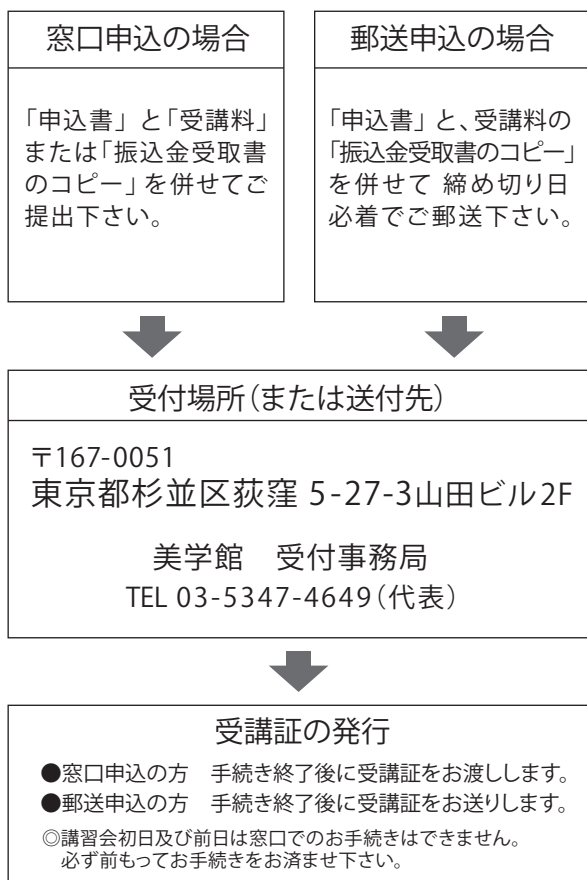 窓口申込の場合
「申込書」と「受講料」
または「振込金受取書
のコピー」を併せてご
提出下さい。
郵送申込の場合
「申込書」と、受講料の
「振込金受取書のコピー」
を併せて 締め切り日
必着でご郵送下さい。
受付場所（または送付先）
〒167-0051
東京都杉並区荻窪 5-27-3山田ビル2F
美学館　受付事務局
TEL 03-5347-4649（代表）
受講証の発行
●窓口申込の方　手続き終了後に受講証をお渡しします。
●郵送申込の方　手続き終了後に受講証をお送りします。
◎講習会初日及び前日は窓口でのお手続きはできません。
必ず前もってお手続きをお済ませ下さい。